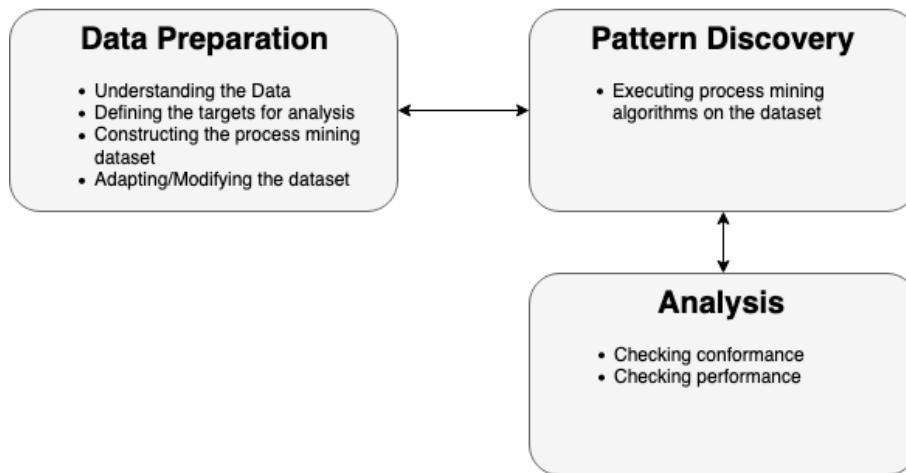 Data Preparation
• Understanding the Data
• Defining the targets for analysis
• Constructing the process mining
dataset
• Adapting/Modifying the dataset
Pattern Discovery
• Executing process mining
algorithms on the dataset
Analysis
• Checking conformance
• Checking performance